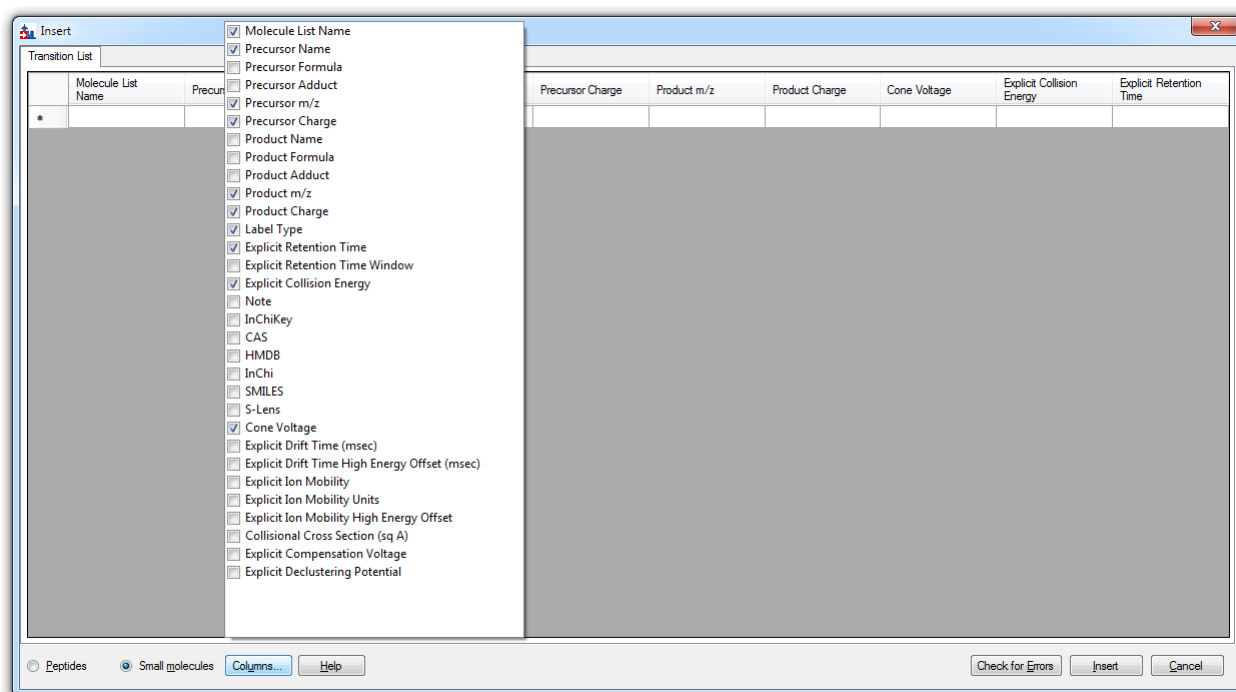 Insert
Transition List
Molecule List
Name
Precursor Charge
Product m/z
Product Charge
Cone Voltage
Explicit Collision
Energy
Explicit Retention
Time
*
Molecule List Name
Precursor Name
Precursor Formula
Precursor Adduct
Precursor m/z
Precursor Charge
Product Name
Product Formula
Product Adduct
Product m/z
Product Charge
Label Type
Explicit Retention Time
Explicit Retention Time Window
Explicit Collision Energy
Note
InChiKey
CAS
HMDB
InChi
SMILES
S-Lens
Cone Voltage
Explicit Drift Time (msec)
Explicit Drift Time High Energy Offset (msec)
Explicit Ion Mobility
Explicit Ion Mobility Units
Explicit Ion Mobility High Energy Offset
Collisional Cross Section (sq A)
Explicit Compensation Voltage
Explicit Declustering Potential
Peptides Small molecules Columns... Help Check for Errors Insert Cancel